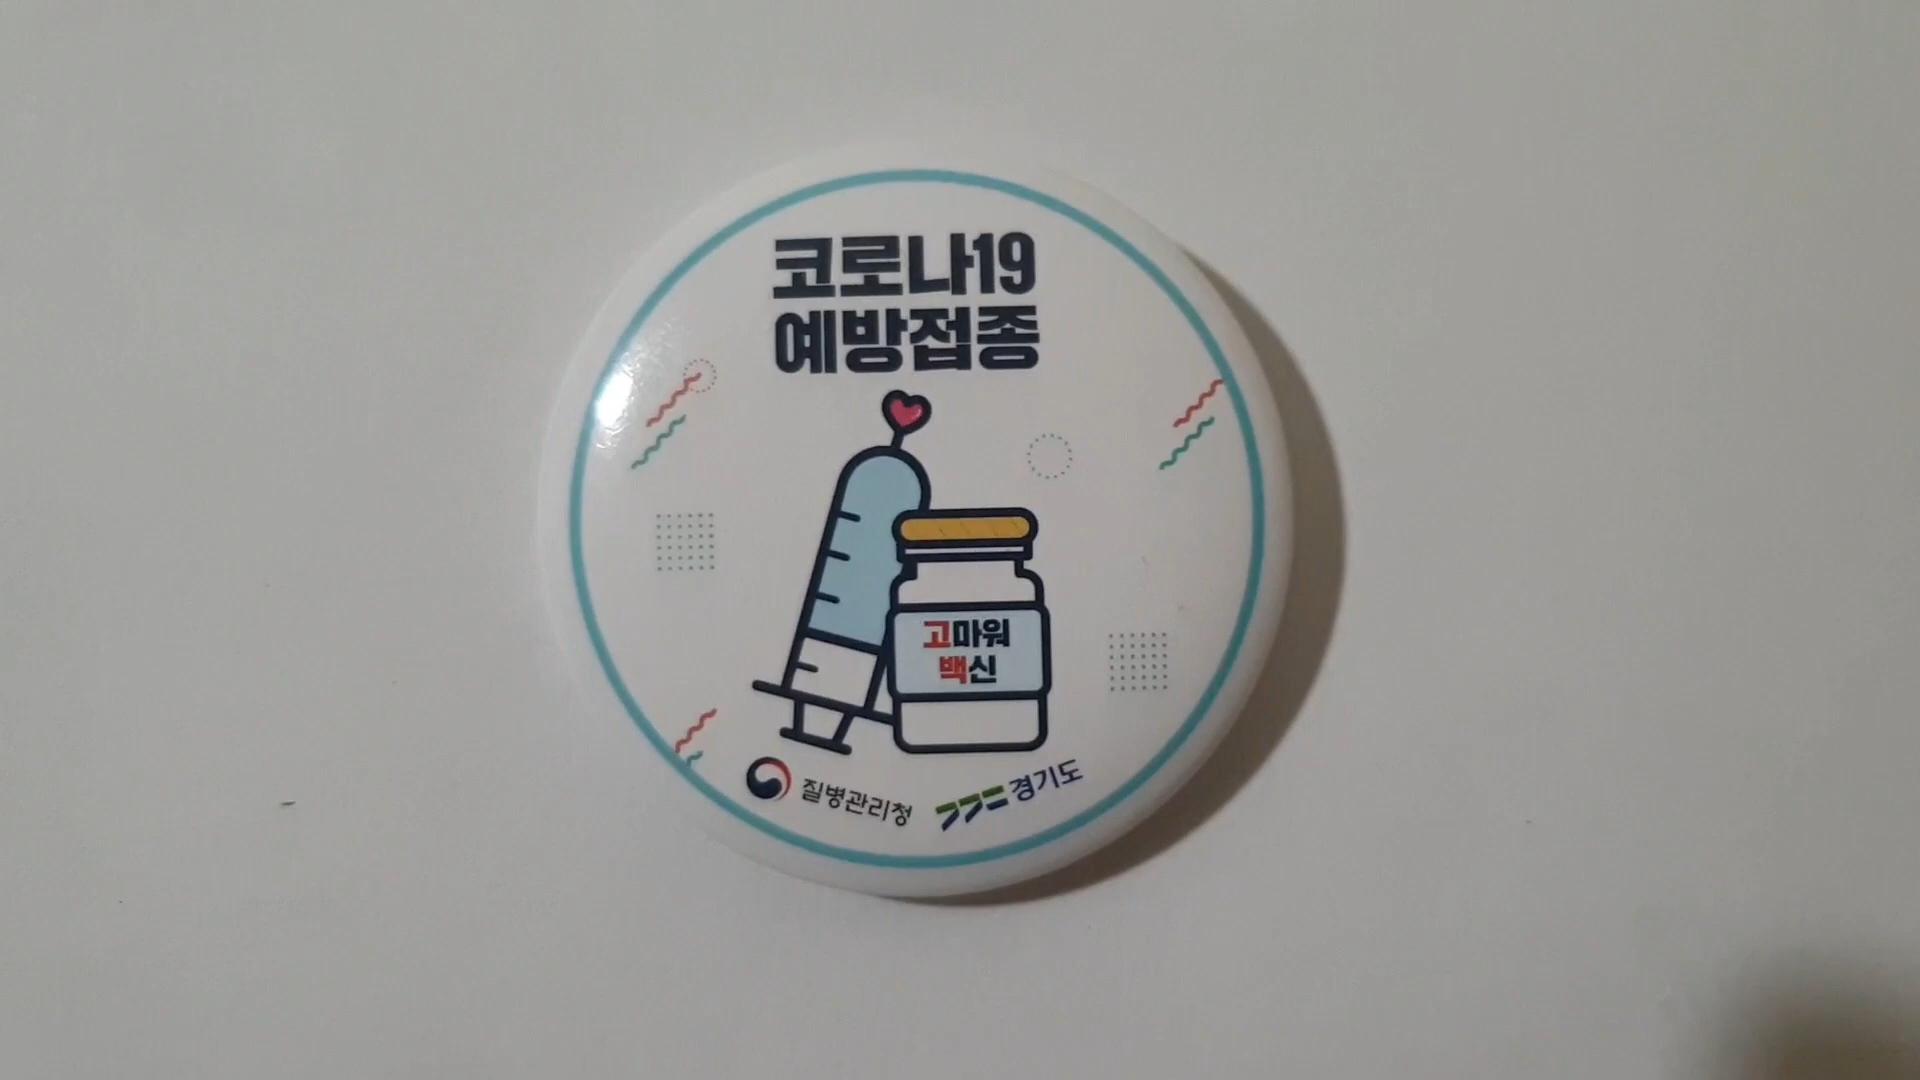 코로나19
예방접종
고마워
백신
질병관리청
경기도